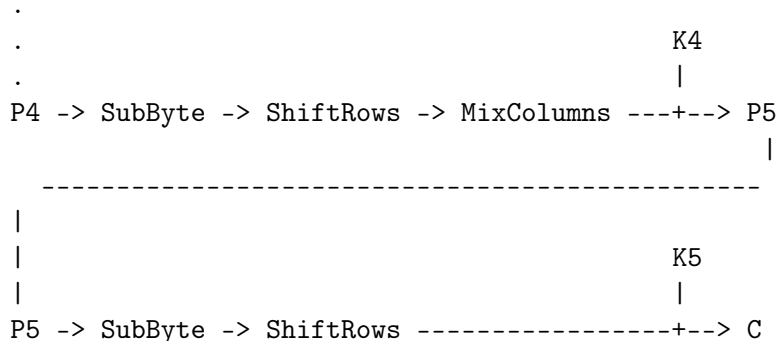 .
.                                            K4
.                                            |
P4 -> SubByte -> ShiftRows -> MixColumns ---+--> P5
                                                  |
  ------------------------------------------------
|
|                                            K5
|                                            |
P5 -> SubByte -> ShiftRows -----------------+--> C